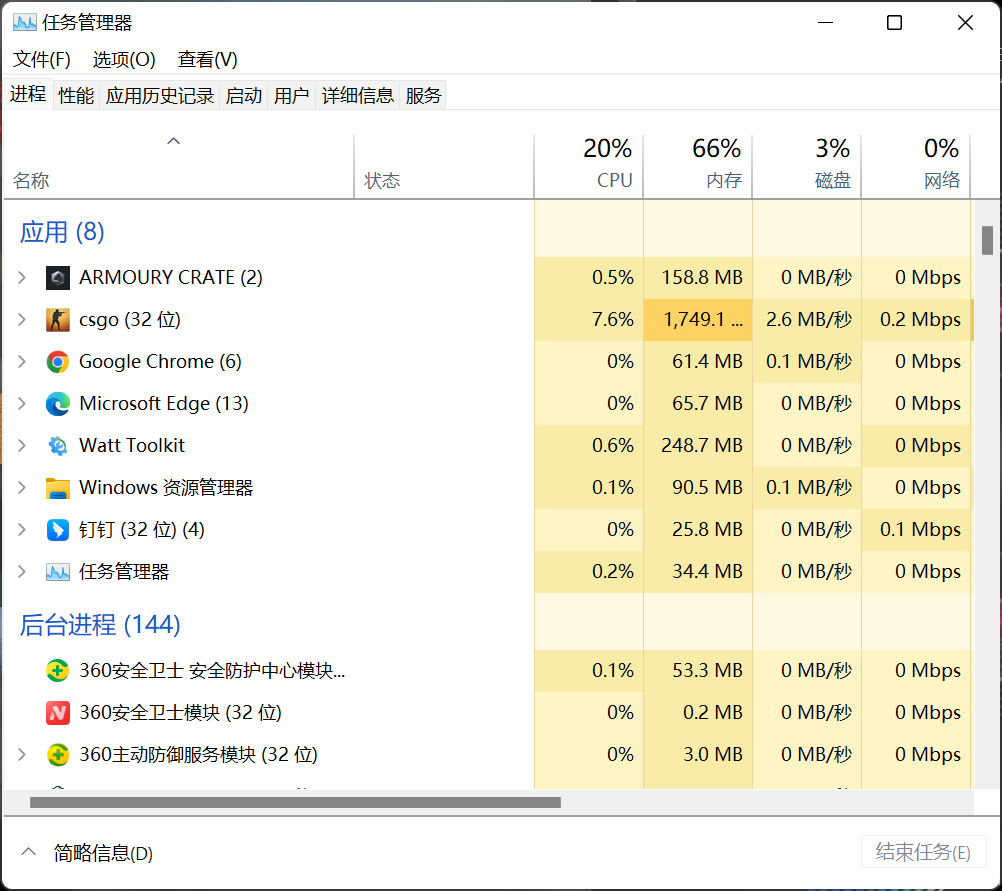 任务管理器
文件(F) 选项(O) 查看(V)
进程 性能 应用历史记录 启动 用户 详细信息 服务
20% 66% 3% 0%
名称 状态 CPU 内存 磁盘 网络
应用 (8)
ARMOURY CRATE (2) 0.5% 158.8 MB 0 MB/秒 0 Mbps
csgo (32 位) 7.6% 1,749.1 ... 2.6 MB/秒 0.2 Mbps
Google Chrome (6) 0% 61.4 MB 0.1 MB/秒 0 Mbps
Microsoft Edge (13) 0% 65.7 MB 0 MB/秒 0 Mbps
Watt Toolkit 0.6% 248.7 MB 0 MB/秒 0 Mbps
Windows 资源管理器 0.1% 90.5 MB 0.1 MB/秒 0 Mbps
钉钉 (32 位) (4) 0% 25.8 MB 0 MB/秒 0.1 Mbps
任务管理器 0.2% 34.4 MB 0 MB/秒 0 Mbps
后台进程 (144)
360安全卫士 安全防护中心模块... 0.1% 53.3 MB 0 MB/秒 0 Mbps
360安全卫士模块 (32 位) 0% 0.2 MB 0 MB/秒 0 Mbps
360主动防御服务模块 (32 位) 0% 3.0 MB 0 MB/秒 0 Mbps
简略信息(D) 结束任务(E)